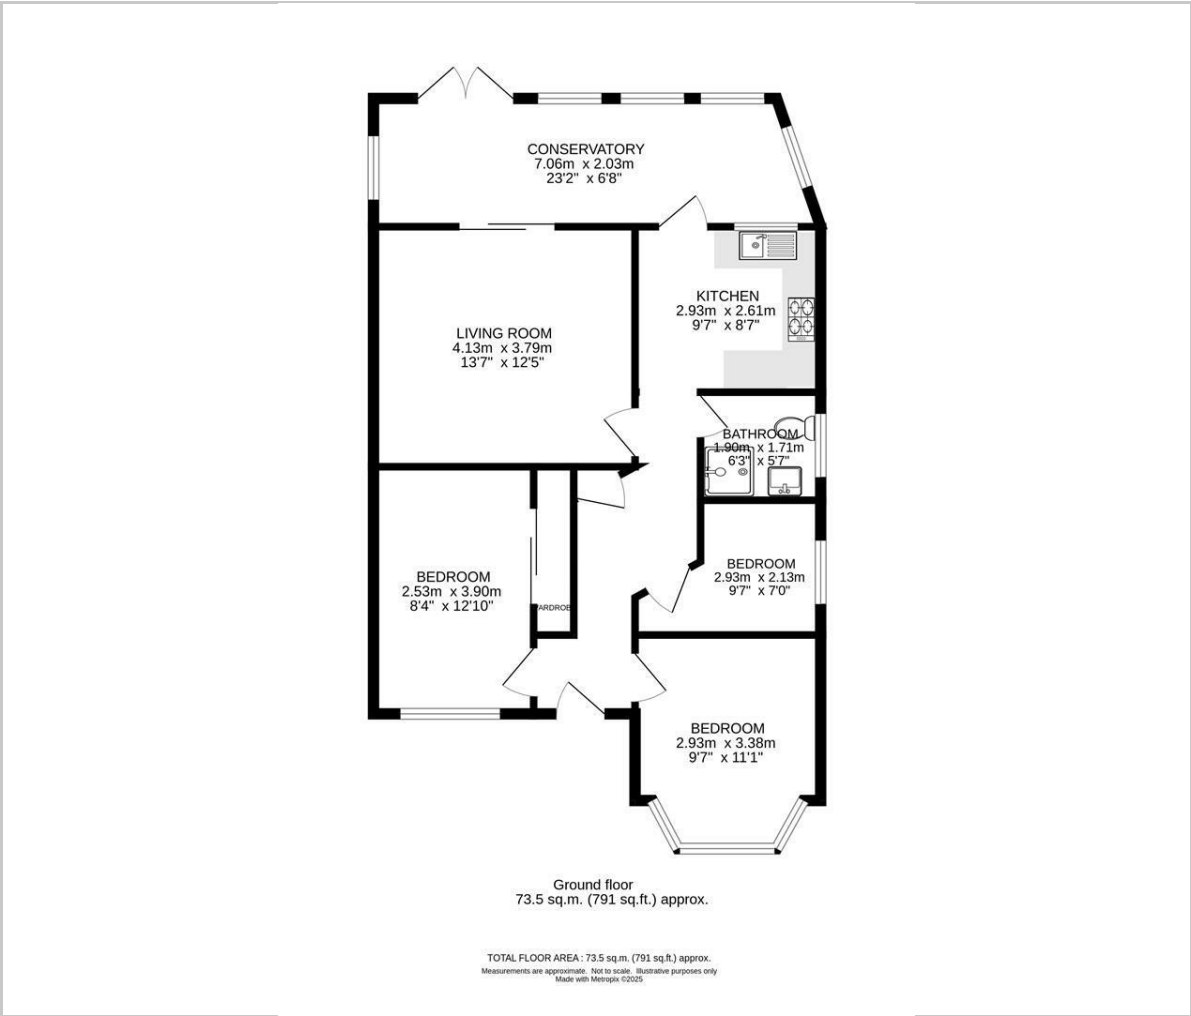 CONSERVATORY
7.06m x 2.03m
23'2" x 6'8"
KITCHEN
2.93m x 2.61m
9'7" x 8'7"
LIVING ROOM
4.13m x 3.79m
13'7" x 12'5"
BATHROOM
1.90m x 1.71m
6'3" x 5'7"
BEDROOM
2.53m x 3.90m
8'4" x 12'10"
ARDROB
BEDROOM
2.93m x 2.13m
9'7" x 7'0"
BEDROOM
2.93m x 3.38m
9'7" x 11'1"
Ground floor
73.5 sq.m. (791 sq.ft.) approx.
TOTAL FLOOR AREA : 73.5 sq.m. (791 sq.ft.) approx.
Measurements are approximate. Not to scale. Illustrative purposes only
Made with Metropix ©2025